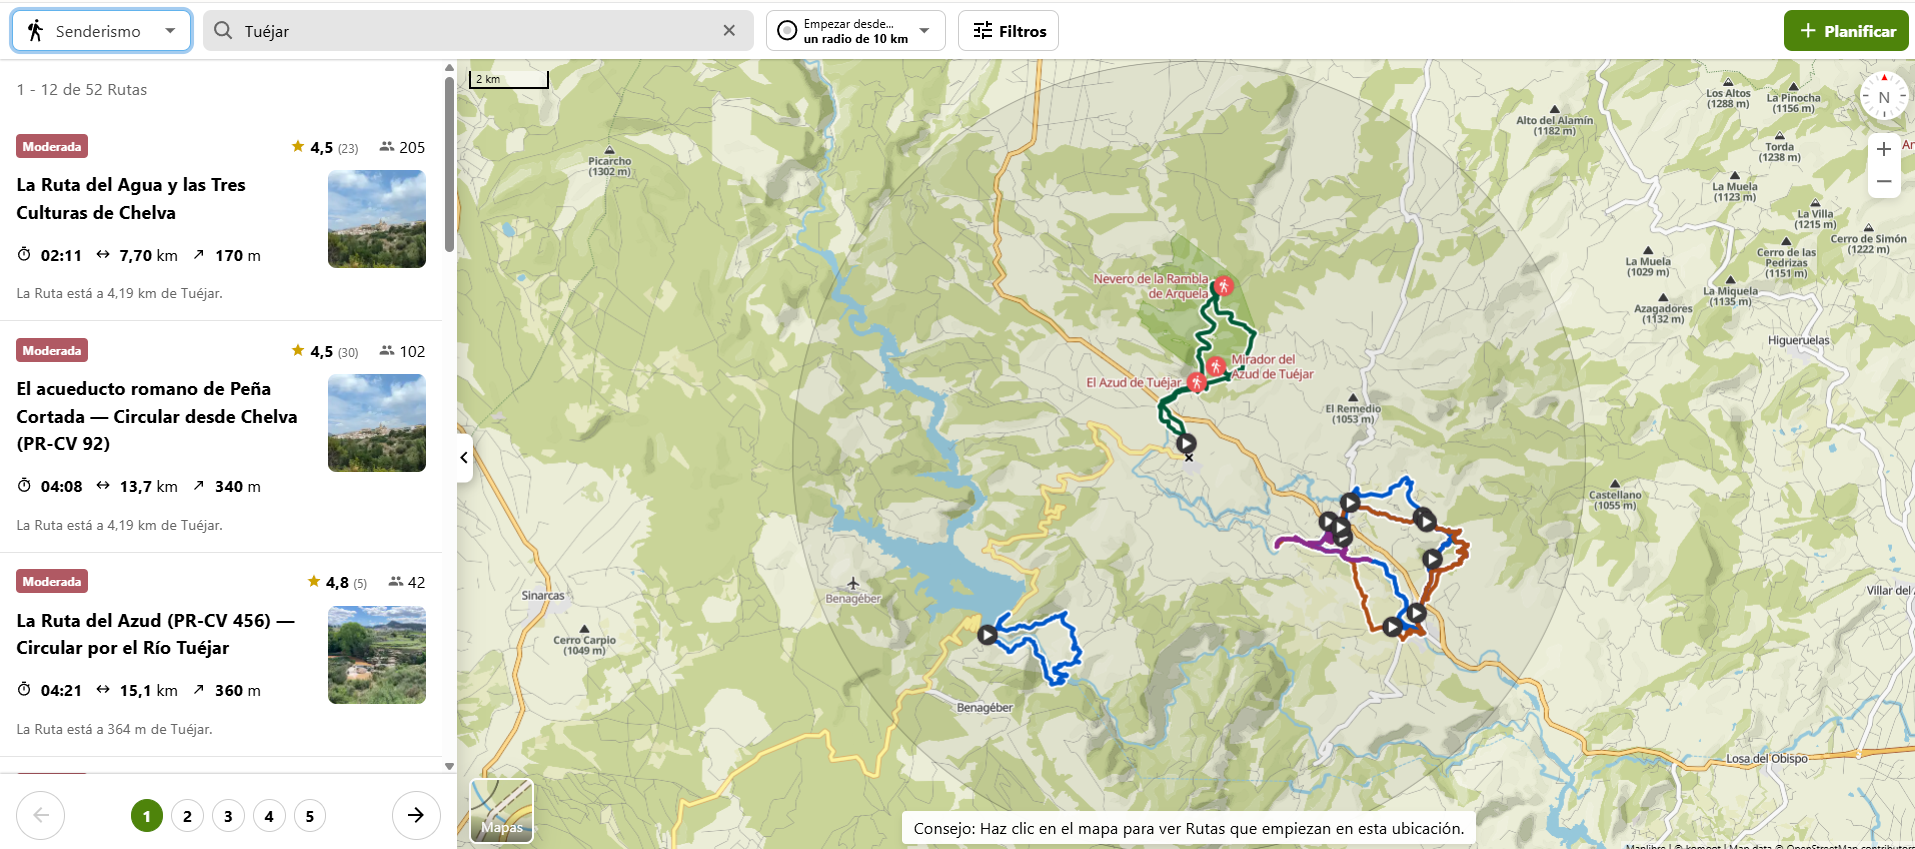 Senderismo
Tuéjar
Empezar desde...
un radio de 10 km
Filtros
Planificar
1 - 12 de 52 Rutas
Moderada
4,5 (23) 205
La Ruta del Agua y las Tres
Culturas de Chelva
02:11 7,70 km 170 m
La Ruta está a 4,19 km de Tuéjar.
Moderada
4,5 (30) 102
El acueducto romano de Peña
Cortada — Circular desde Chelva
(PR-CV 92)
04:08 13,7 km 340 m
La Ruta está a 4,19 km de Tuéjar.
Moderada
4,8 (5) 42
La Ruta del Azud (PR-CV 456) —
Circular por el Río Tuéjar
04:21 15,1 km 360 m
La Ruta está a 364 m de Tuéjar.
1 2 3 4 5
2 km
N
Picarcho
(1302 m)
Los Altos
(1288 m)
La Pinocha
(1156 m)
Alto del Alamín
(1182 m)
Torda
(1238 m)
Ar
La Muela
(1123 m)
La Villa
(1215 m)
Cerro de Simón
(1222 m)
Cerro de las
Pedrizas
(1151 m)
La Muela
(1029 m)
La Miquela
(1135 m)
Azagadores
(1132 m)
Higueruelas
Nevero de la Rambla
de Arquela
Mirador del
Azud de Tuéjar
El Azud de Tuéjar
El Remedio
(1053 m)
Castellano
(1055 m)
Sinarcas
Benagéber
Cerro Carpio
(1049 m)
Villar del
Benagéber
Losa del Obispo
Mapas
Consejo: Haz clic en el mapa para ver Rutas que empiezan en esta ubicación.
Maplibre | © komoot | Map data © OpenStreetMap contributors